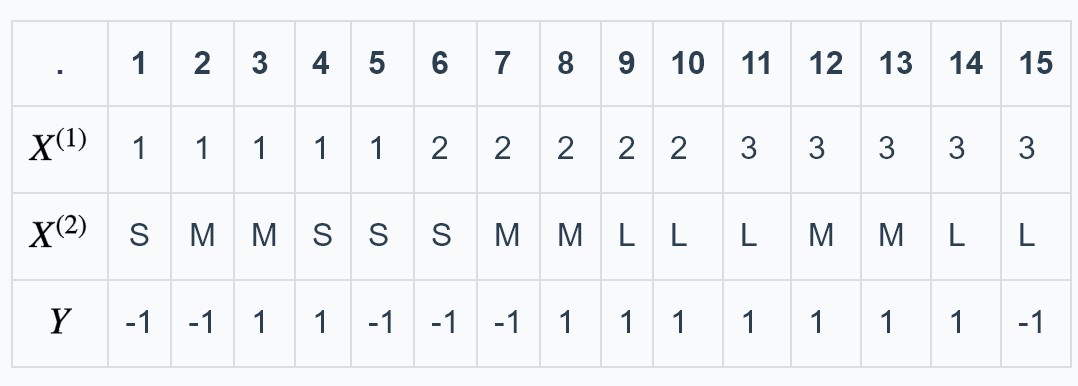 . 1 2 3 4 5 6 7 8 9 10 11 12 13 14 15
X⁽¹⁾ 1 1 1 1 1 2 2 2 2 2 3 3 3 3 3
X⁽²⁾ S M M S S S M M L L L M M L L
Y -1 -1 1 1 -1 -1 -1 1 1 1 1 1 1 1 -1